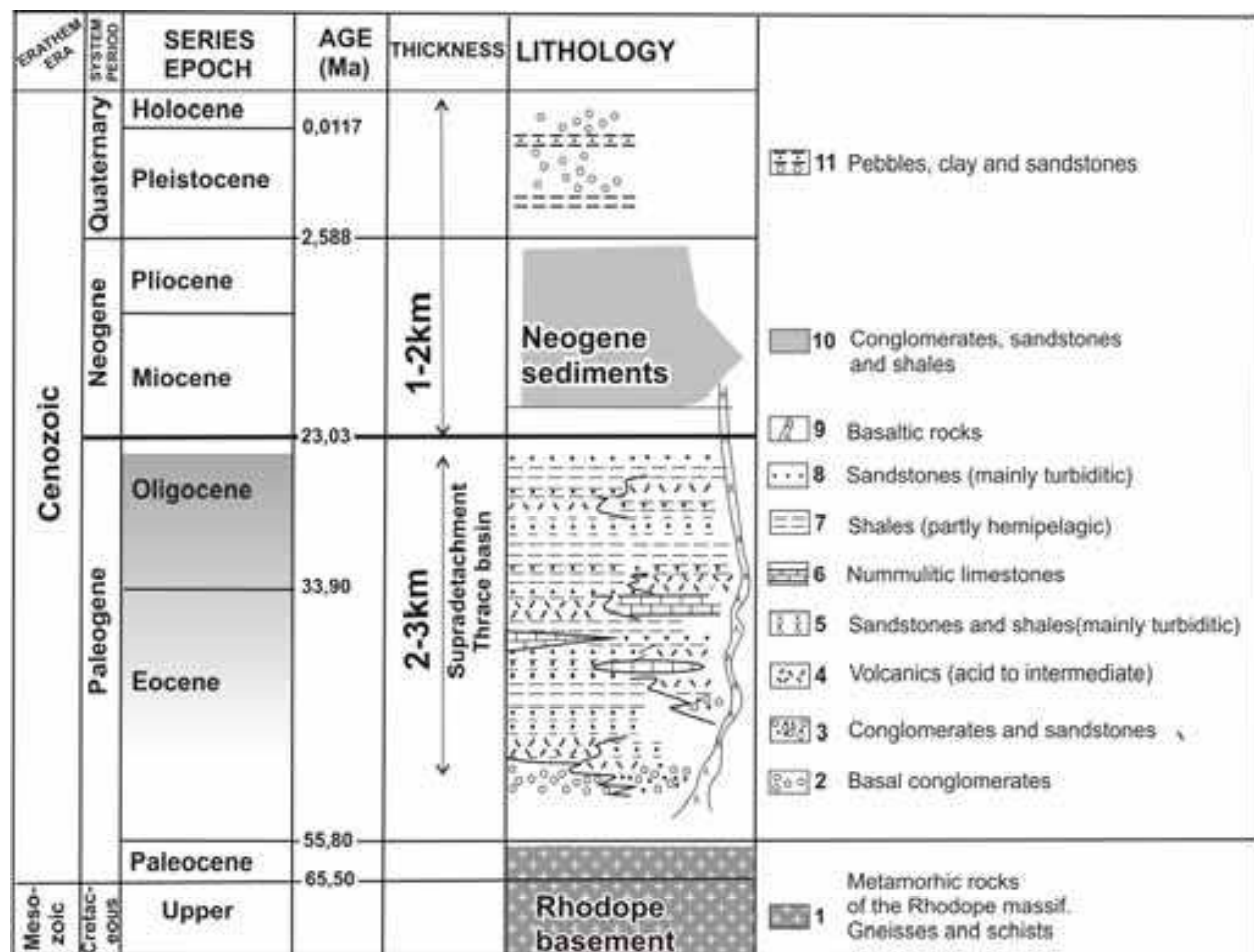 ERATHEM
ERA
SYSTEM
PERIOD
SERIES
EPOCH
AGE
(Ma)
THICKNESS
LITHOLOGY
Cenozoic
Meso-
zoic
Quaternary
Neogene
Paleogene
Cretac-
eous
Holocene
Pleistocene
Pliocene
Miocene
Oligocene
Eocene
Paleocene
Upper
0,0117
2,588
23,03
33,90
55,80
65,50
1-2km
2-3km
Supradetachment
Thrace basin
Neogene
sediments
Rhodope
basement
11 Pebbles, clay and sandstones
10 Conglomerates, sandstones
and shales
9 Basaltic rocks
8 Sandstones (mainly turbiditic)
7 Shales (partly hemipelagic)
6 Nummulitic limestones
5 Sandstones and shales(mainly turbiditic)
4 Volcanics (acid to intermediate)
3 Conglomerates and sandstones
2 Basal conglomerates
Metamorhic rocks
1 of the Rhodope massif.
Gneisses and schists